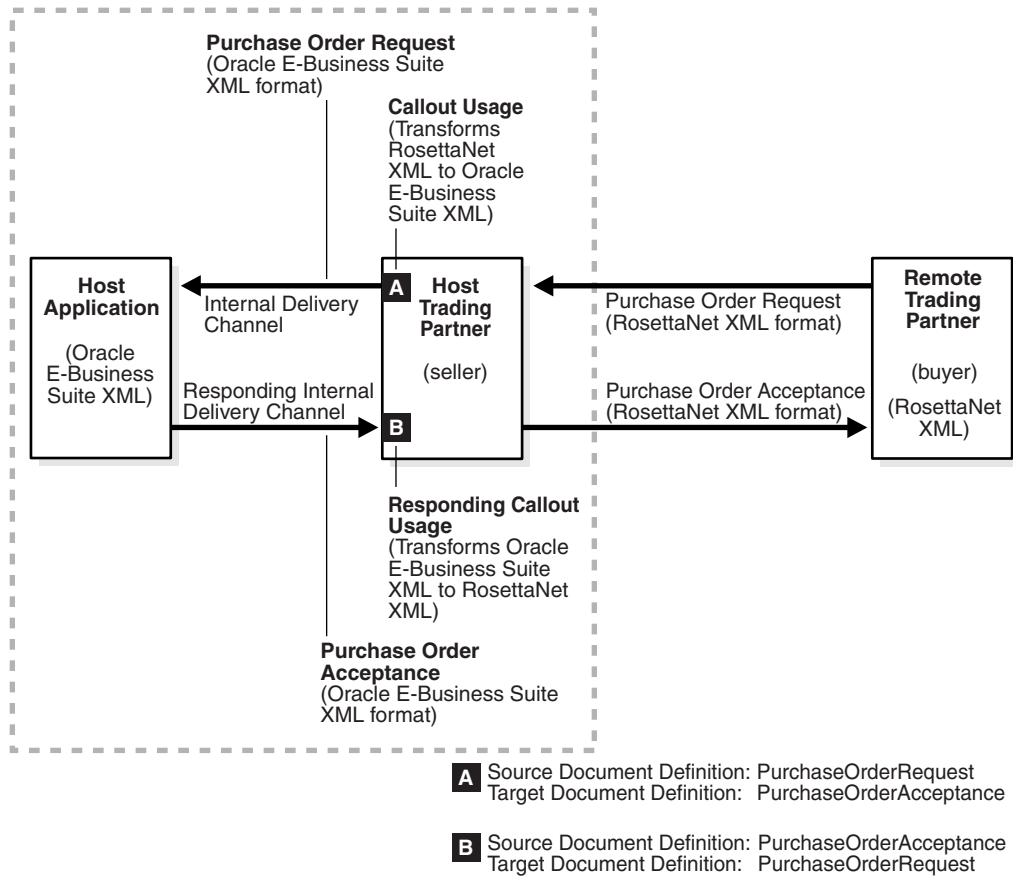 Purchase Order Request
(Oracle E-Business Suite
XML format)
Callout Usage
(Transforms
RosettaNet
XML to Oracle
E-Business
Suite XML)
Host
Application
(Oracle
E-Business
Suite XML)
Internal Delivery
Channel
Responding Internal
Delivery Channel
A
Host
Trading
Partner
(seller)
B
Purchase Order Request
(RosettaNet XML format)
Purchase Order Acceptance
(RosettaNet XML format)
Remote
Trading
Partner
(buyer)
(RosettaNet
XML)
Responding Callout
Usage
(Transforms Oracle
E-Business Suite
XML to RosettaNet
XML)
Purchase Order
Acceptance
(Oracle E-Business Suite
XML format)
A Source Document Definition: PurchaseOrderRequest
Target Document Definition: PurchaseOrderAcceptance
B Source Document Definition: PurchaseOrderAcceptance
Target Document Definition: PurchaseOrderRequest